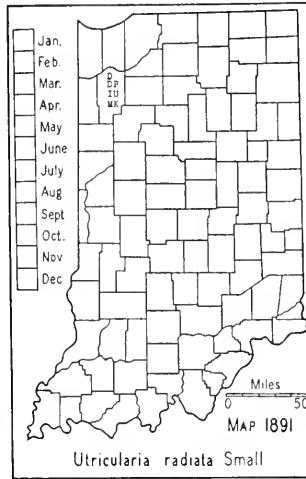 Jan.
Feb.
Mar.
Apr.
May
June
July
Aug
Sept
Oct.
Nov
Dec
D
DP
IU
MK
Miles
0 50
MAP 1891
Utricularia radiata Small